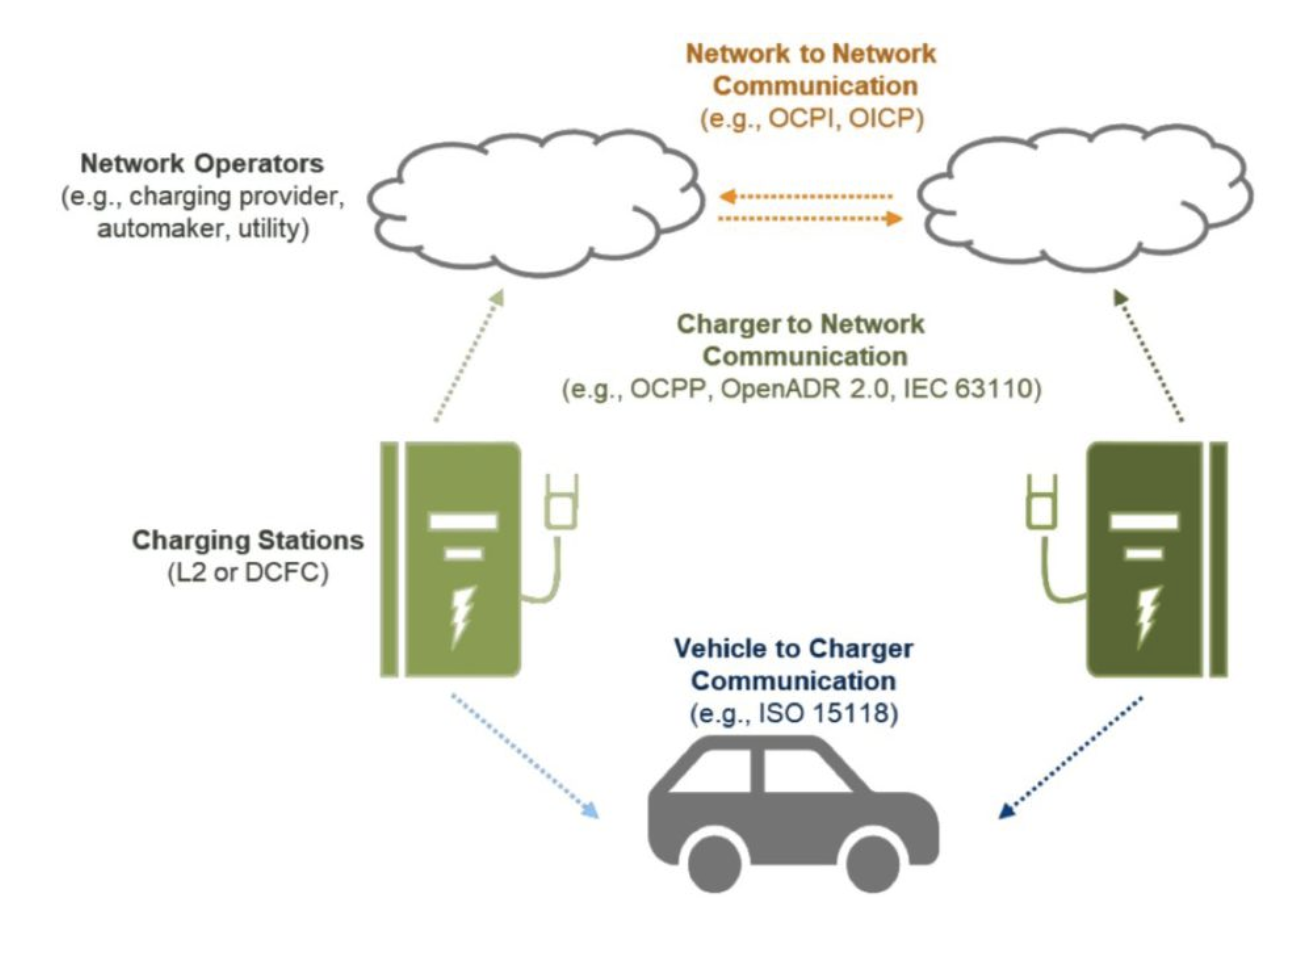 Network to Network
Communication
(e.g., OCPI, OICP)
Network Operators
(e.g., charging provider,
automaker, utility)
Charger to Network
Communication
(e.g., OCPP, OpenADR 2.0, IEC 63110)
Charging Stations
(L2 or DCFC)
Vehicle to Charger
Communication
(e.g., ISO 15118)